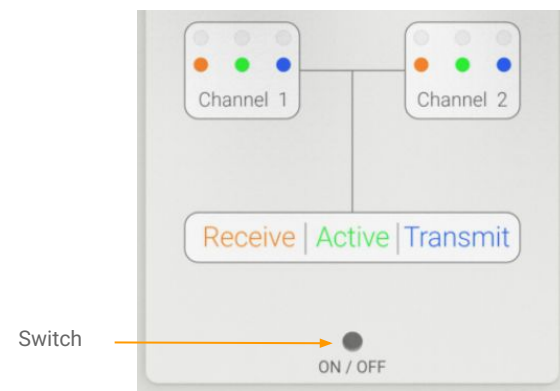 Channel 1
Channel 2
Receive | Active | Transmit
Switch
ON / OFF